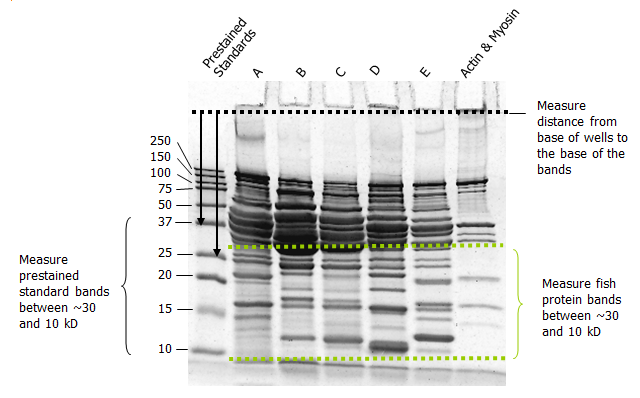 Prestained
Standards
A
B
C
D
E
Actin & Myosin
Measure
distance from
base of wells to
the base of the
bands
250
150
100
75
50
37
25
20
15
10
Measure
prestained
standard bands
between ~30
and 10 kD
Measure fish
protein bands
between ~30
and 10 kD